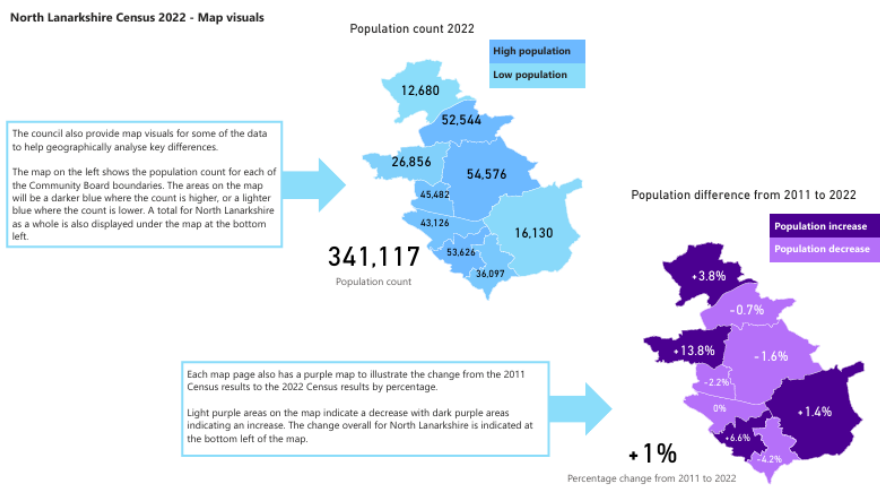 North Lanarkshire Census 2022 - Map visuals
Population count 2022
High population
Low population
12,680
52,544
26,856
54,576
45,482
43,126
16,130
53,626
36,097
341,117
Population count
The council also provide map visuals for some of the data
to help geographically analyse key differences.
The map on the left shows the population count for each of
the Community Board boundaries. The areas on the map
will be a darker blue where the count is higher, or a lighter
blue where the count is lower. A total for North Lanarkshire
as a whole is also displayed under the map at the bottom
left.
Population difference from 2011 to 2022
Population increase
Population decrease
+3.8%
-0.7%
+13.8%
-1.6%
-2.2%
0%
+1.4%
+6.6%
-4.2%
+1%
Percentage change from 2011 to 2022
Each map page also has a purple map to illustrate the change from the 2011
Census results to the 2022 Census results by percentage.
Light purple areas on the map indicate a decrease with dark purple areas
indicating an increase. The change overall for North Lanarkshire is indicated at
the bottom left of the map.